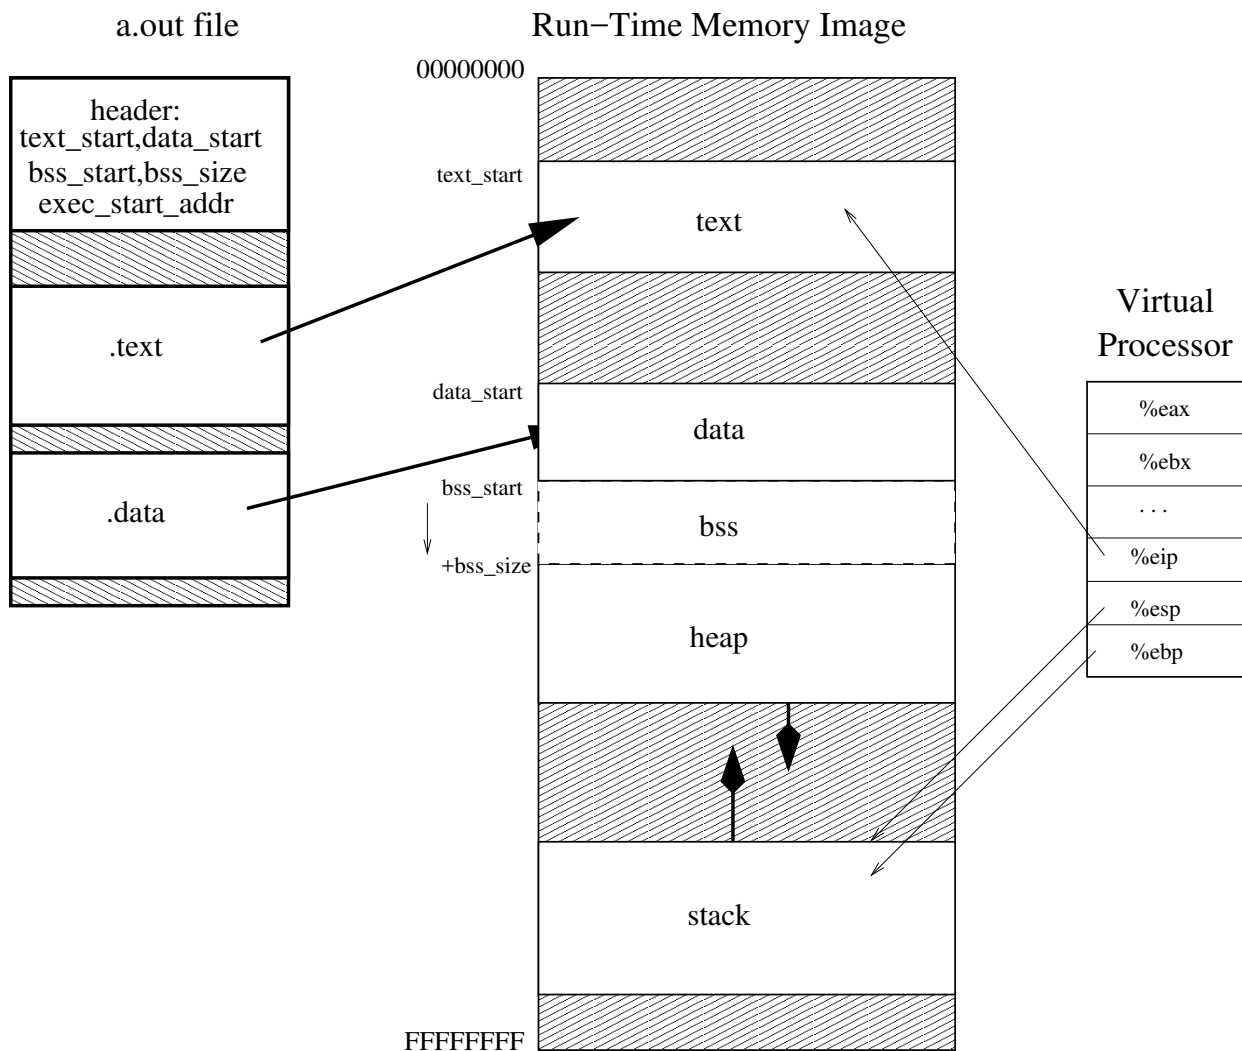 a.out file
header:
text_start,data_start
bss_start,bss_size
exec_start_addr
.text
.data
Run−Time Memory Image
00000000
text_start
text
data_start
data
bss_start
bss
+bss_size
heap
stack
FFFFFFFF
Virtual
Processor
%eax
%ebx
. . .
%eip
%esp
%ebp